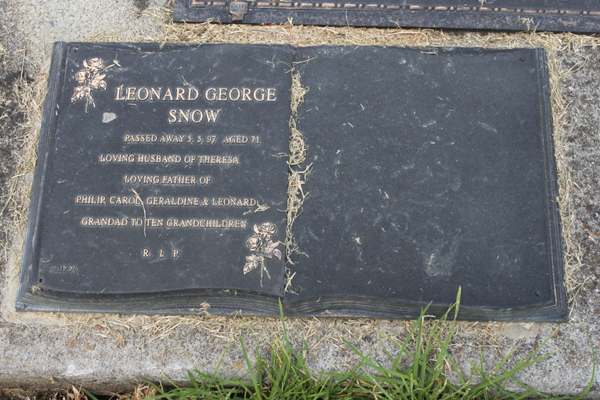 LEONARD GEORGE
SNOW
PASSED AWAY 5. 5. 97 AGED 71
LOVING HUSBAND OF THERESA
LOVING FATHER OF
PHILIP, CAROL, GERALDINE & LEONARD
GRANDAD TO TEN GRANDCHILDREN
R. I. P.